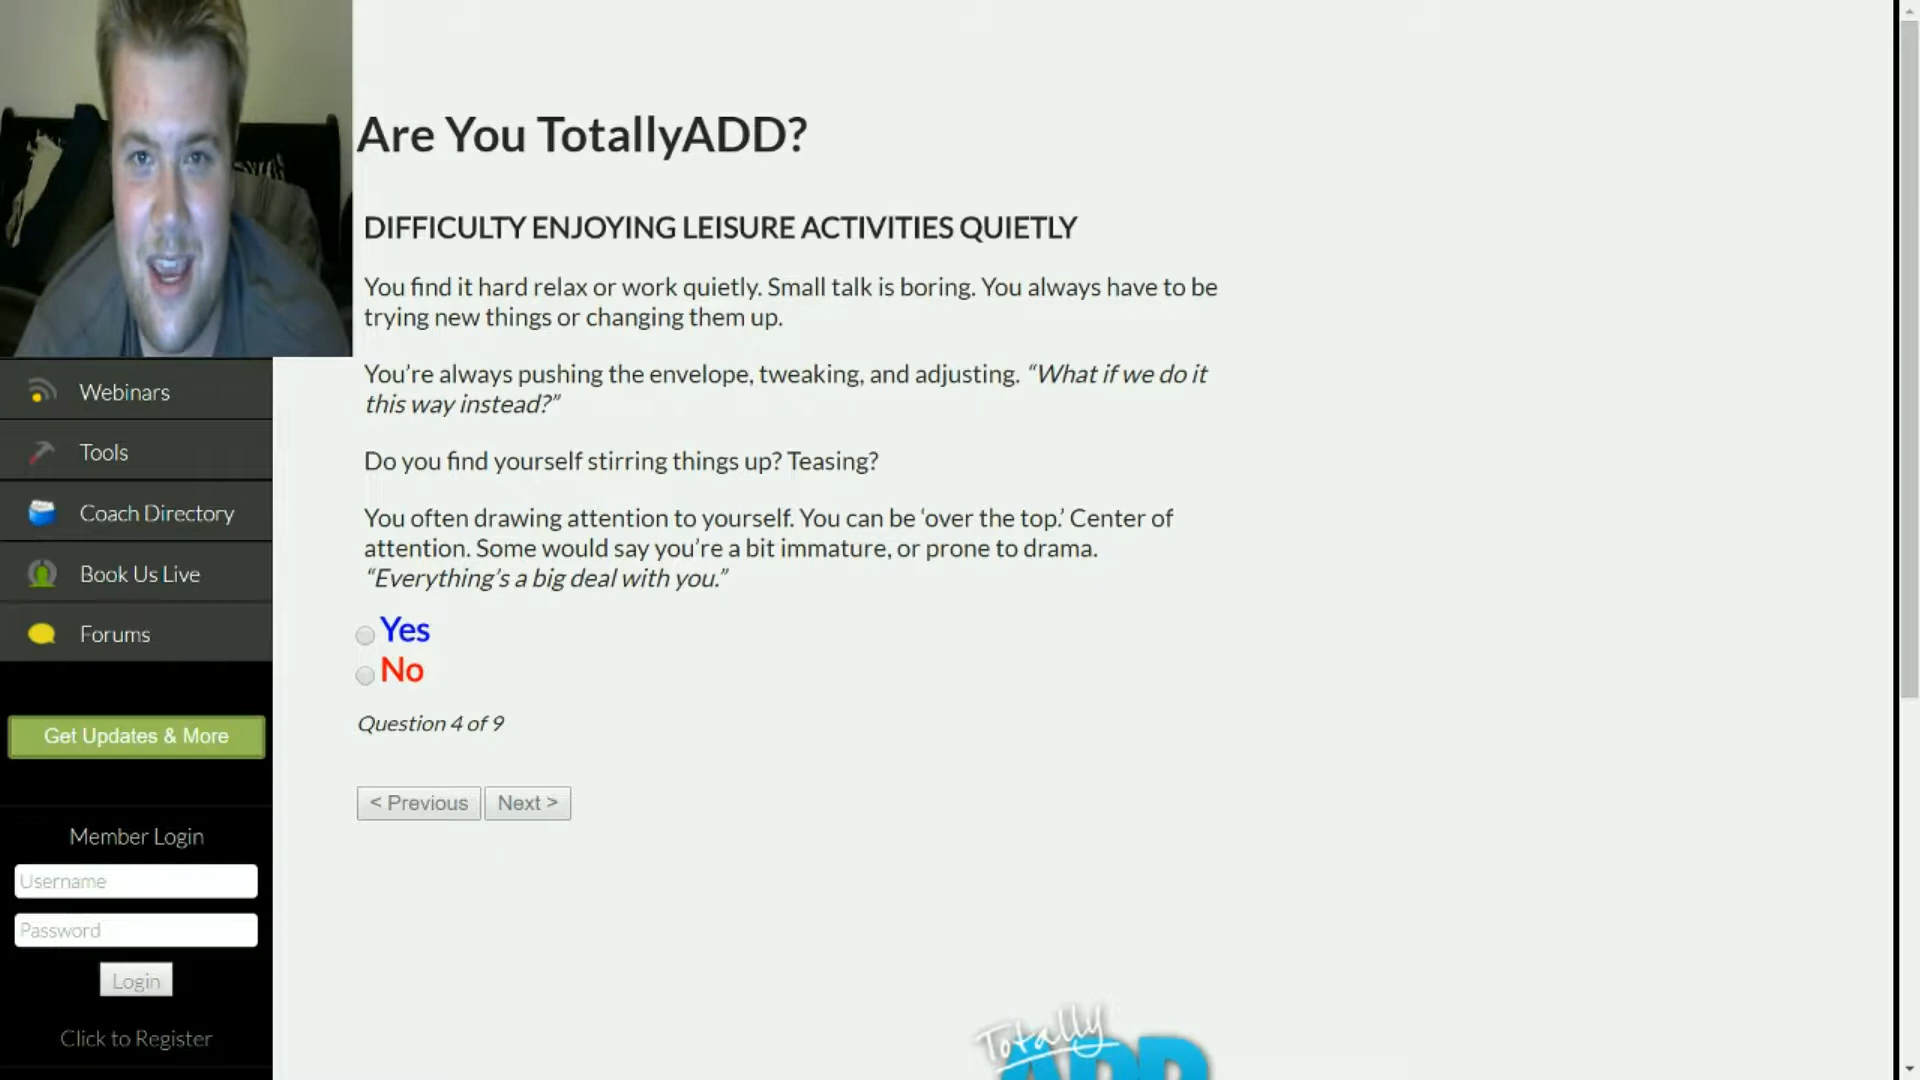 Are You TotallyADD?
DIFFICULTY ENJOYING LEISURE ACTIVITIES QUIETLY
You find it hard relax or work quietly. Small talk is boring. You always have to be
trying new things or changing them up.
You’re always pushing the envelope, tweaking, and adjusting. “What if we do it
this way instead?”
Do you find yourself stirring things up? Teasing?
You often drawing attention to yourself. You can be ‘over the top.’ Center of
attention. Some would say you’re a bit immature, or prone to drama.
“Everything’s a big deal with you.”
Yes
No
Question 4 of 9
< Previous
Next >
Webinars
Tools
Coach Directory
Book Us Live
Forums
Get Updates & More
Member Login
Username
Password
Login
Click to Register
Totally
ADD